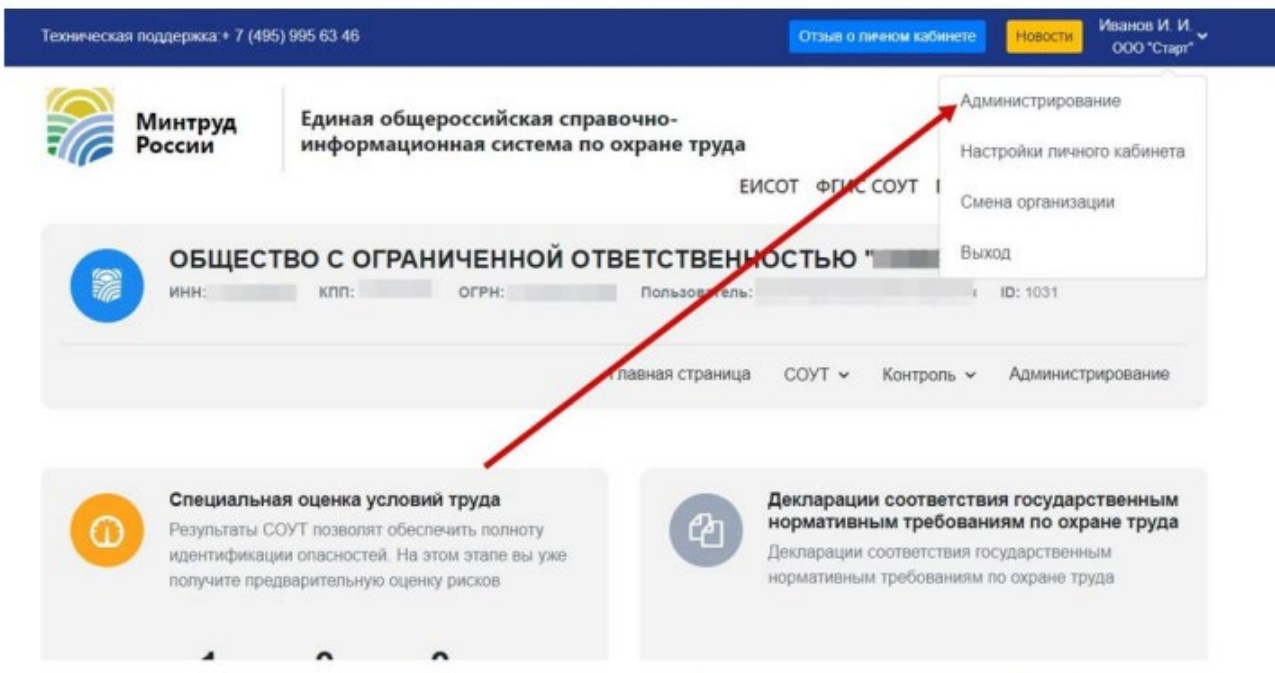 Техническая поддержка:+ 7 (495) 995 63 46
Отзыв о личном кабинете
Новости
Иванов И. И.
ООО "Старт"
Администрирование
Настройки личного кабинета
Смена организации
Выход
Минтруд
России
Единая общероссийская справочно-
информационная система по охране труда
ЕИСОТ ФГИС СОУТ
ОБЩЕСТВО С ОГРАНИЧЕННОЙ ОТВЕТСТВЕННОСТЬЮ "
ИНН: КПП: ОГРН: Пользователь: ID: 1031
Главная страница СОУТ Контроль Администрирование
Специальная оценка условий труда
Результаты СОУТ позволят обеспечить полноту
идентификации опасностей. На этом этапе вы уже
получите предварительную оценку рисков
Декларации соответствия государственным
нормативным требованиям по охране труда
Декларации соответствия государственным
нормативным требованиям по охране труда